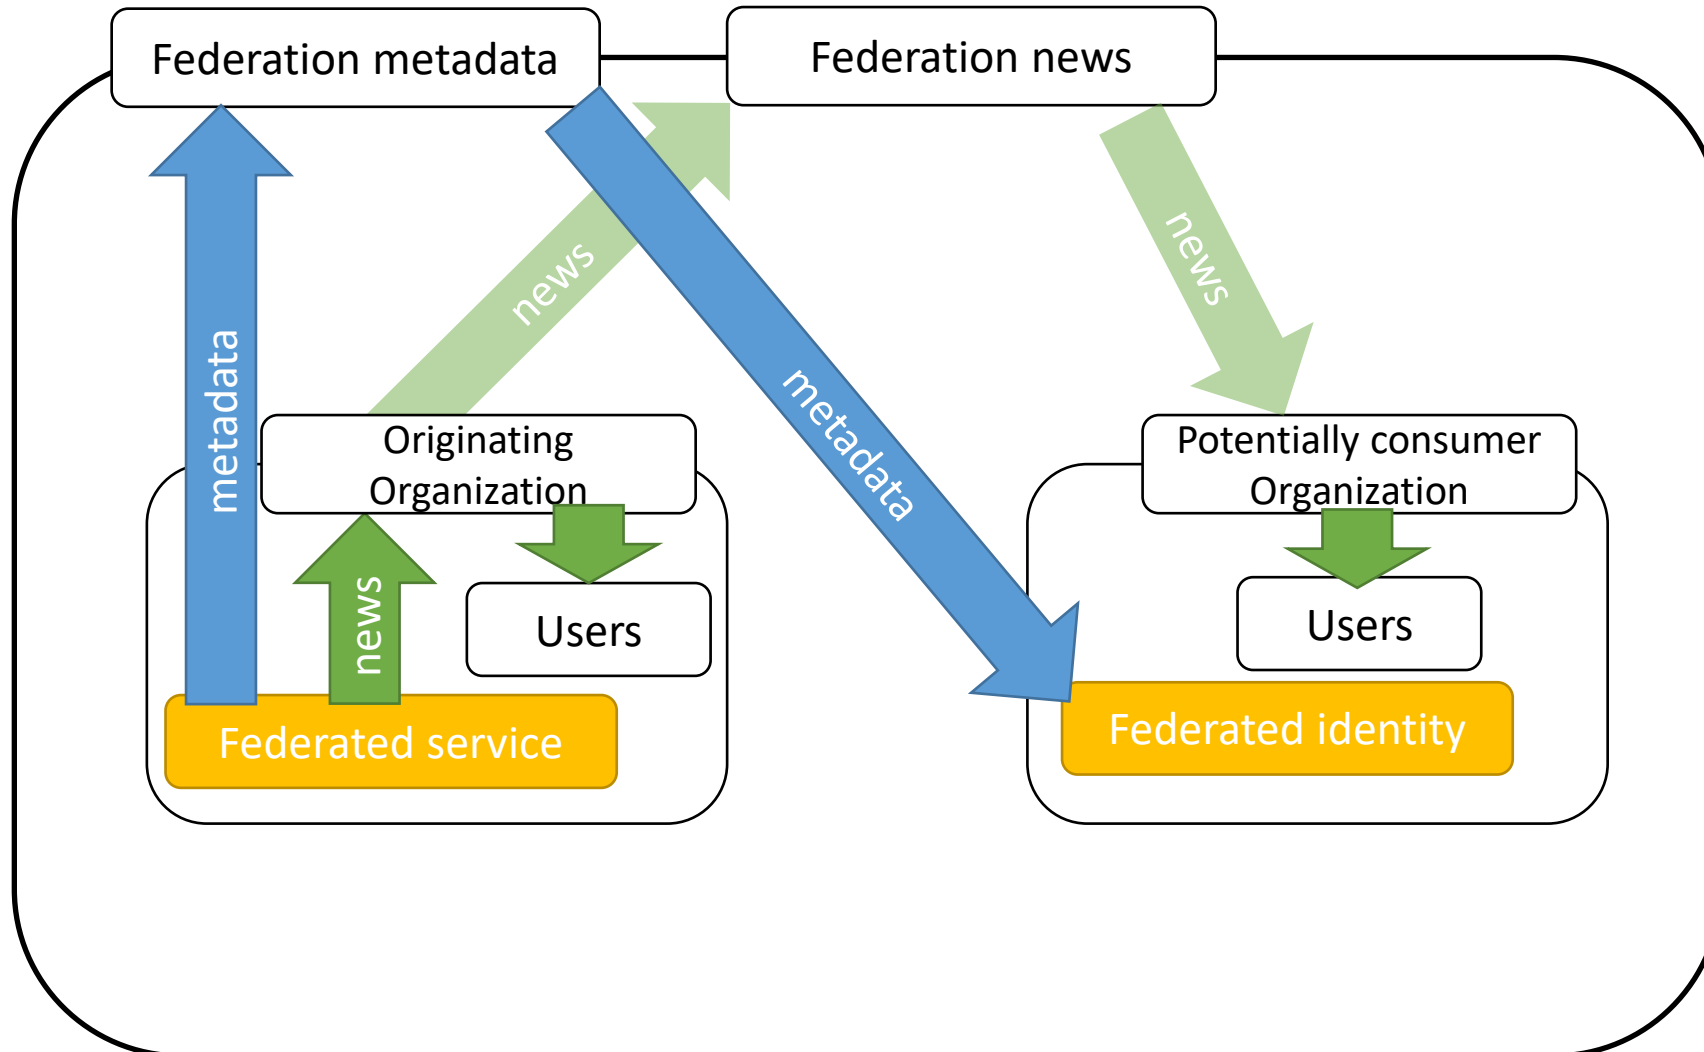 Federation metadata
Federation news
news
news
metadata
metadata
Originating
Organization
Potentially consumer
Organization
news
Users
Users
Federated service
Federated identity